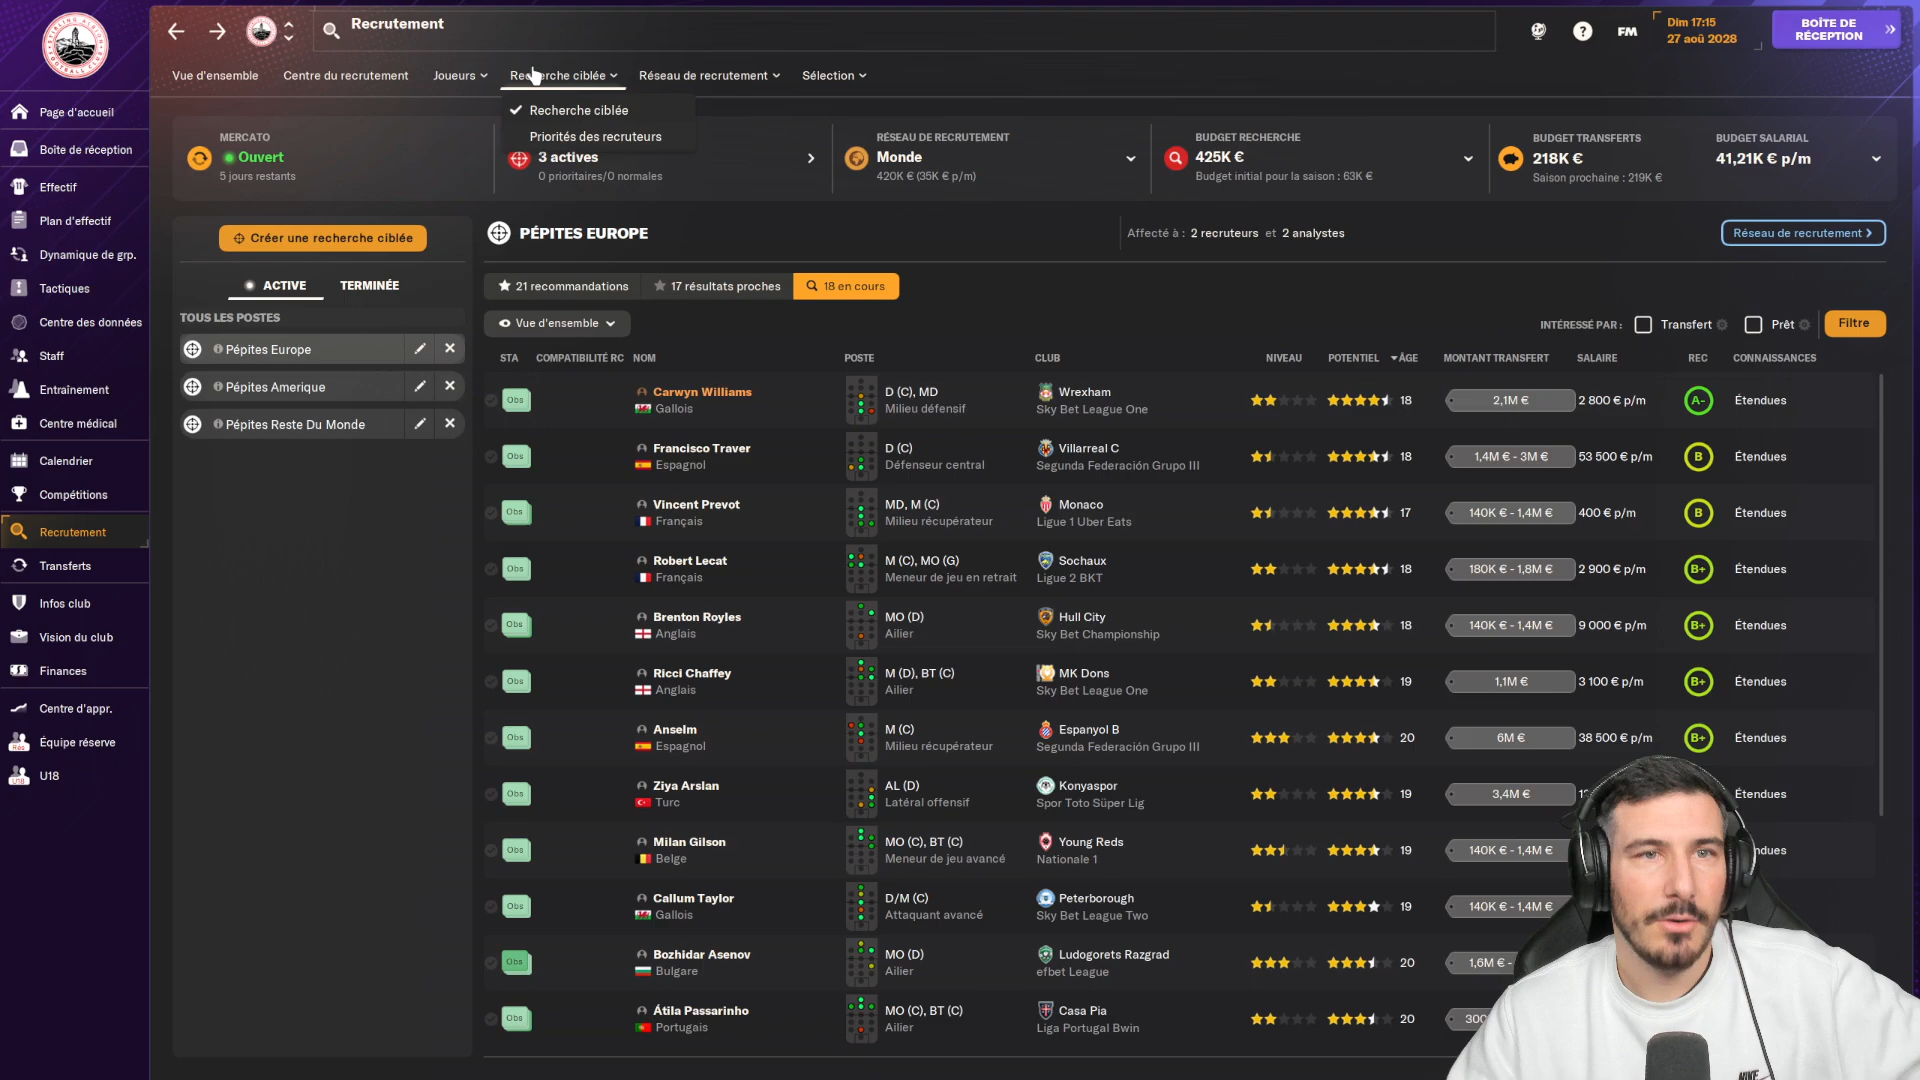 Recrutement
Dim 17:15
27 aoû 2028
BOÎTE DE
RÉCEPTION
FM
Vue d'ensemble
Centre du recrutement
Joueurs
Recherche ciblée
Réseau de recrutement
Sélection
Recherche ciblée
Priorités des recruteurs
MERCATO
Ouvert
5 jours restants
3 actives
0 prioritaires/0 normales
RÉSEAU DE RECRUTEMENT
Monde
420K € (35K € p/m)
BUDGET RECHERCHE
425K €
Budget initial pour la saison : 63K €
BUDGET TRANSFERTS
218K €
Saison prochaine : 219K €
BUDGET SALARIAL
41,21K € p/m
Page d'accueil
Boîte de réception
Effectif
Plan d'effectif
Dynamique de grp.
Tactiques
Centre des données
Staff
Entraînement
Centre médical
Calendrier
Compétitions
Recrutement
Transferts
Infos club
Vision du club
Finances
Centre d'appr.
Équipe réserve
U18
Créer une recherche ciblée
ACTIVE
TERMINÉE
TOUS LES POSTES
Pépites Europe
Pépites Amerique
Pépites Reste Du Monde
PÉPITES EUROPE
Affecté à : 2 recruteurs et 2 analystes
Réseau de recrutement
21 recommandations
17 résultats proches
18 en cours
Vue d'ensemble
INTÉRESSÉ PAR :
Transfert
Prêt
Filtre
STA COMPATIBILITÉ RC NOM POSTE CLUB NIVEAU POTENTIEL ÂGE MONTANT TRANSFERT SALAIRE REC CONNAISSANCES
Obs Carwyn Williams D (C), MD Wrexham 18 2,1M € 2 800 € p/m A- Étendues
Gallois Milieu défensif Sky Bet League One
Obs Francisco Traver D (C) Villarreal C 18 1,4M € - 3M € 53 500 € p/m B Étendues
Espagnol Défenseur central Segunda Federación Grupo III
Obs Vincent Prevot MD, M (C) Monaco 17 140K € - 1,4M € 400 € p/m B Étendues
Français Milieu récupérateur Ligue 1 Uber Eats
Obs Robert Lecat M (C), MO (G) Sochaux 18 180K € - 1,8M € 2 900 € p/m B+ Étendues
Français Meneur de jeu en retrait Ligue 2 BKT
Obs Brenton Royles MO (D) Hull City 18 140K € - 1,4M € 9 000 € p/m B+ Étendues
Anglais Ailier Sky Bet Championship
Obs Ricci Chaffey M (D), BT (C) MK Dons 19 1,1M € 3 100 € p/m B+ Étendues
Anglais Ailier Sky Bet League One
Obs Anselm M (C) Espanyol B 20 6M € 38 500 € p/m B+ Étendues
Espagnol Milieu récupérateur Segunda Federación Grupo III
Obs Ziya Arslan AL (D) Konyaspor 19 3,4M € Étendues
Turc Latéral offensif Spor Toto Süper Lig
Obs Milan Gilson MO (C), BT (C) Young Reds 19 140K € - 1,4M €
Belge Meneur de jeu avancé Nationale 1
Obs Callum Taylor D/M (C) Peterborough 19 140K € - 1,4M €
Gallois Attaquant avancé Sky Bet League Two
Obs Bozhidar Asenov MO (D) Ludogorets Razgrad 20 1,6M € -
Bulgare Ailier efbet League
Obs Átila Passarinho MO (C), BT (C) Casa Pia 20
Portugais Ailier Liga Portugal Bwin